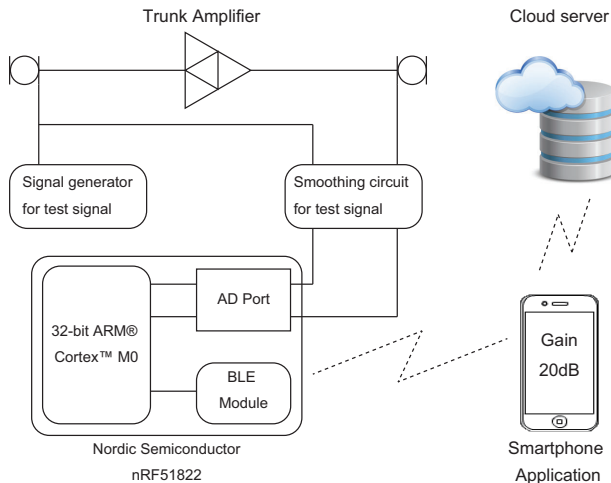 Trunk Amplifier
Cloud server
Signal generator
for test signal
Smoothing circuit
for test signal
AD Port
32-bit ARM®
Cortex™ M0
BLE
Module
Gain
20dB
Nordic Semiconductor
nRF51822
Smartphone
Application